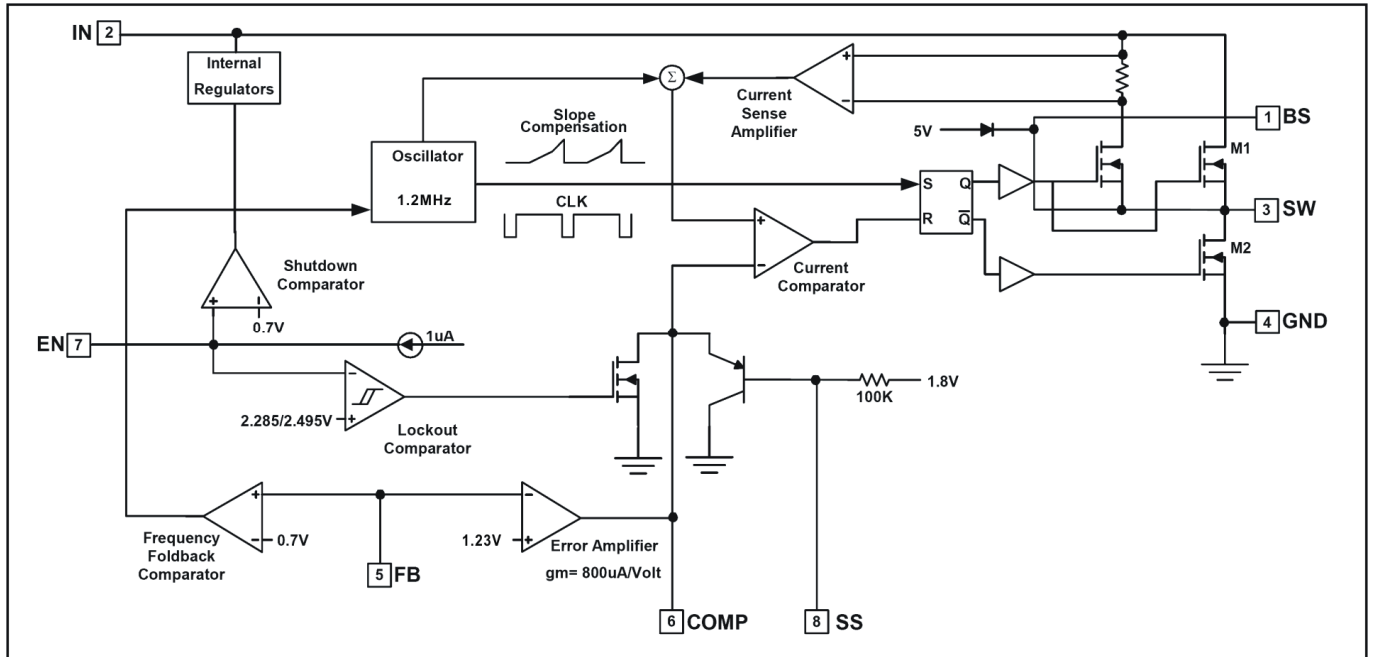 IN 2
Internal
Regulators
Σ
+
−
Current
Sense
Amplifier
Slope
Compensation
5V
1 BS
Oscillator
1.2MHz
M1
S Q
CLK
3 SW
R Q̅
+
−
Current
Comparator
M2
Shutdown
Comparator
+ −
0.7V
4 GND
EN 7
1uA
−
2.285/2.495V +
Lockout
Comparator
1.8V
100K
+
− 0.7V
Frequency
Foldback
Comparator
−
1.23V +
Error Amplifier
gm= 800uA/Volt
5 FB
6 COMP
8 SS